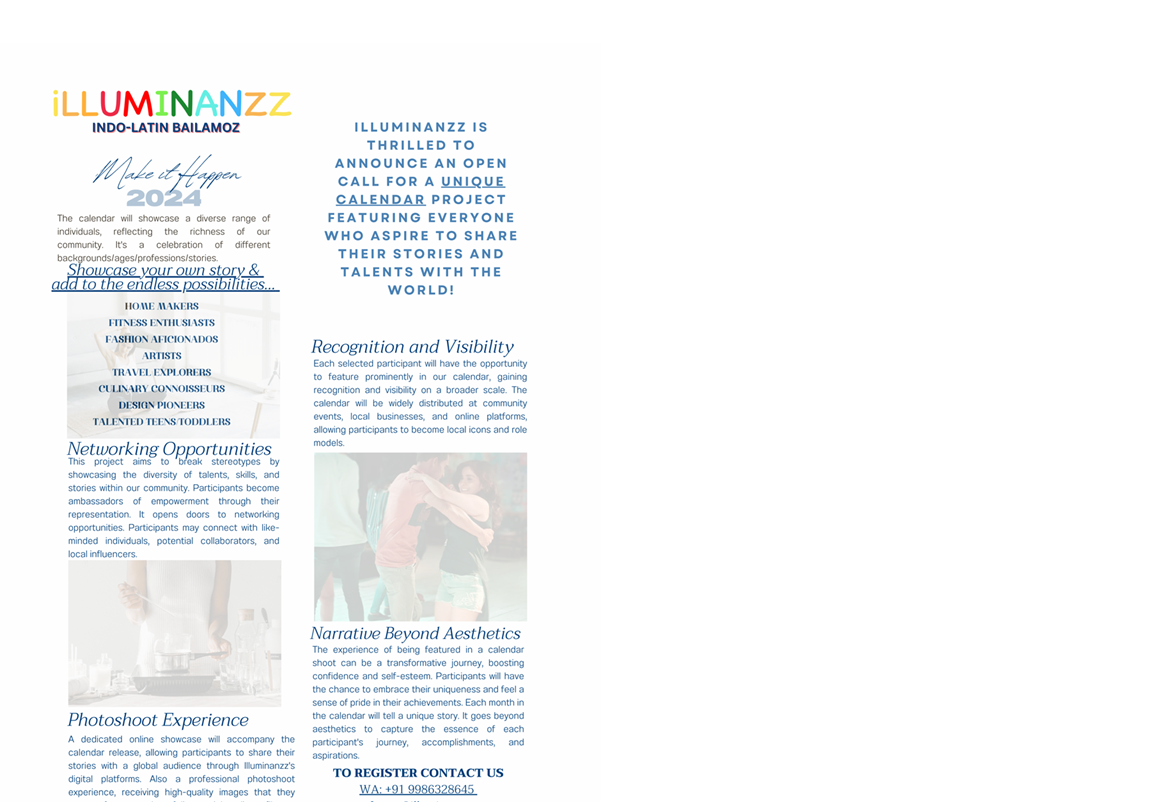 iLLUMINANZZ
INDO-LATIN BAILAMOZ
Make it Happen
2024
The calendar will showcase a diverse range of
individuals, reflecting the richness of our
community. It's a celebration of different
backgrounds/ages/professions/stories.
Showcase your own story &
add to the endless possibilities...
HOME MAKERS
FITNESS ENTHUSIASTS
FASHION AFICIONADOS
ARTISTS
TRAVEL EXPLORERS
CULINARY CONNOISSEURS
DESIGN PIONEERS
TALENTED TEENS/TODDLERS
Networking Opportunities
This project aims to break stereotypes by
showcasing the diversity of talents, skills, and
stories within our community. Participants become
ambassadors of empowerment through their
representation. It opens doors to networking
opportunities. Participants may connect with like-
minded individuals, potential collaborators, and
local influencers.
Photoshoot Experience
A dedicated online showcase will accompany the
calendar release, allowing participants to share their
stories with a global audience through Illuminanzz's
digital platforms. Also a professional photoshoot
experience, receiving high-quality images that they
ILLUMINANZZ IS
THRILLED TO
ANNOUNCE AN OPEN
CALL FOR A UNIQUE
CALENDAR PROJECT
FEATURING EVERYONE
WHO ASPIRE TO SHARE
THEIR STORIES AND
TALENTS WITH THE
WORLD!
Recognition and Visibility
Each selected participant will have the opportunity
to feature prominently in our calendar, gaining
recognition and visibility on a broader scale. The
calendar will be widely distributed at community
events, local businesses, and online platforms,
allowing participants to become local icons and role
models.
Narrative Beyond Aesthetics
The experience of being featured in a calendar
shoot can be a transformative journey, boosting
confidence and self-esteem. Participants will have
the chance to embrace their uniqueness and feel a
sense of pride in their achievements. Each month in
the calendar will tell a unique story. It goes beyond
aesthetics to capture the essence of each
participant's journey, accomplishments, and
aspirations.
TO REGISTER CONTACT US
WA: +91 9986328645